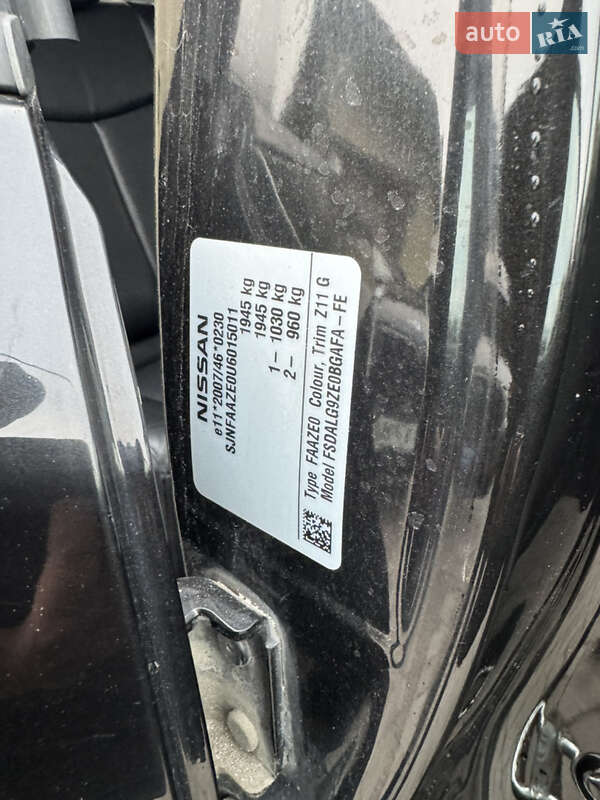 auto RIA
NISSAN
e11*2007/46*0230
SJNFAAZE0U6015011
1945 kg
1945 kg
1– 1030 kg
2– 960 kg
Type FAAZE0 Colour, Trim Z11 G
Model FSDALG9ZE0BGAFA–FE